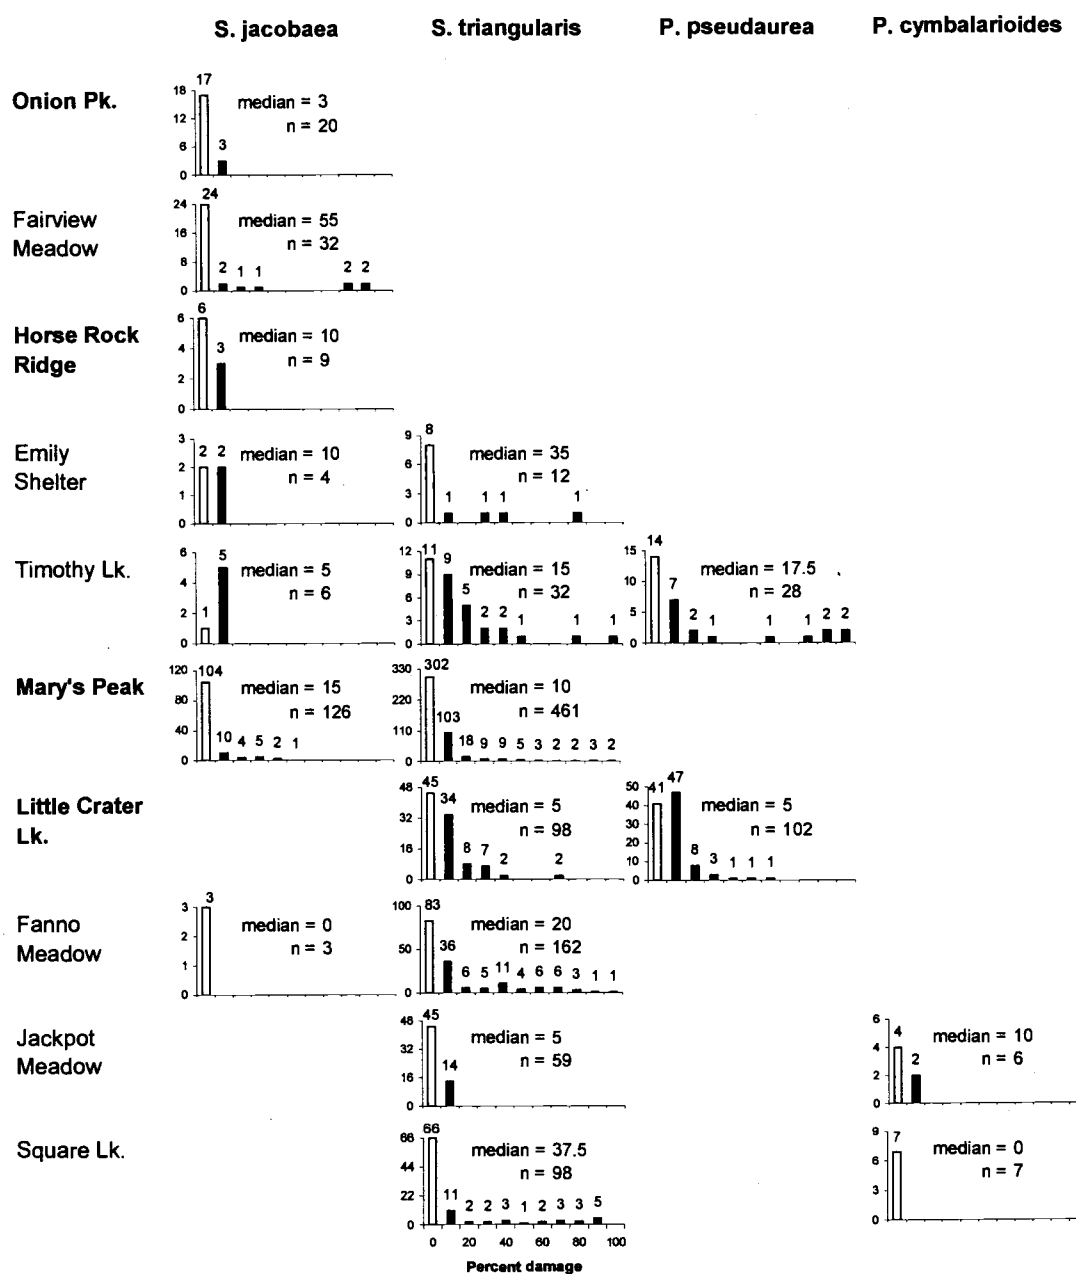 S. jacobaea S. triangularis P. pseudaurea P. cymbalarioides
Onion Pk.
17
18
12
6
0
3
median = 3
n = 20
Fairview
Meadow
24
24
16
8
0
2 1 1 2 2
median = 55
n = 32
Horse Rock
Ridge
6
6
4
2
0
3
median = 10
n = 9
Emily
Shelter
3
2
1
0
2 2
median = 10
n = 4
9
6
3
0
8
1 1 1 1
median = 35
n = 12
Timothy Lk.
6
4
2
0
1
5
median = 5
n = 6
12
9
6
3
0
11 9 5 2 2 1 1 1
median = 15
n = 32
15
10
5
0
14
7 2 1 1 1 2 2
median = 17.5
n = 28
Mary's Peak
120
80
40
0
104
10 4 5 2 1
median = 15
n = 126
330
220
110
0
302
103 18 9 9 5 3 2 2 3 2
median = 10
n = 461
Little Crater
Lk.
48
32
16
0
45
34 8 7 2 2
median = 5
n = 98
50
40
30
20
10
0
41 47 8 3 1 1 1
median = 5
n = 102
Fanno
Meadow
3
2
1
0
3
median = 0
n = 3
100
50
0
83
36 6 5 11 4 6 6 3 1 1
median = 20
n = 162
Jackpot
Meadow
48
32
16
0
45
14
median = 5
n = 59
6
4
2
0
4 2
median = 10
n = 6
Square Lk.
66
44
22
0
66
11 2 2 3 1 2 3 3 5
median = 37.5
n = 98
0 20 40 60 80 100
Percent damage
9
6
3
0
7
median = 0
n = 7